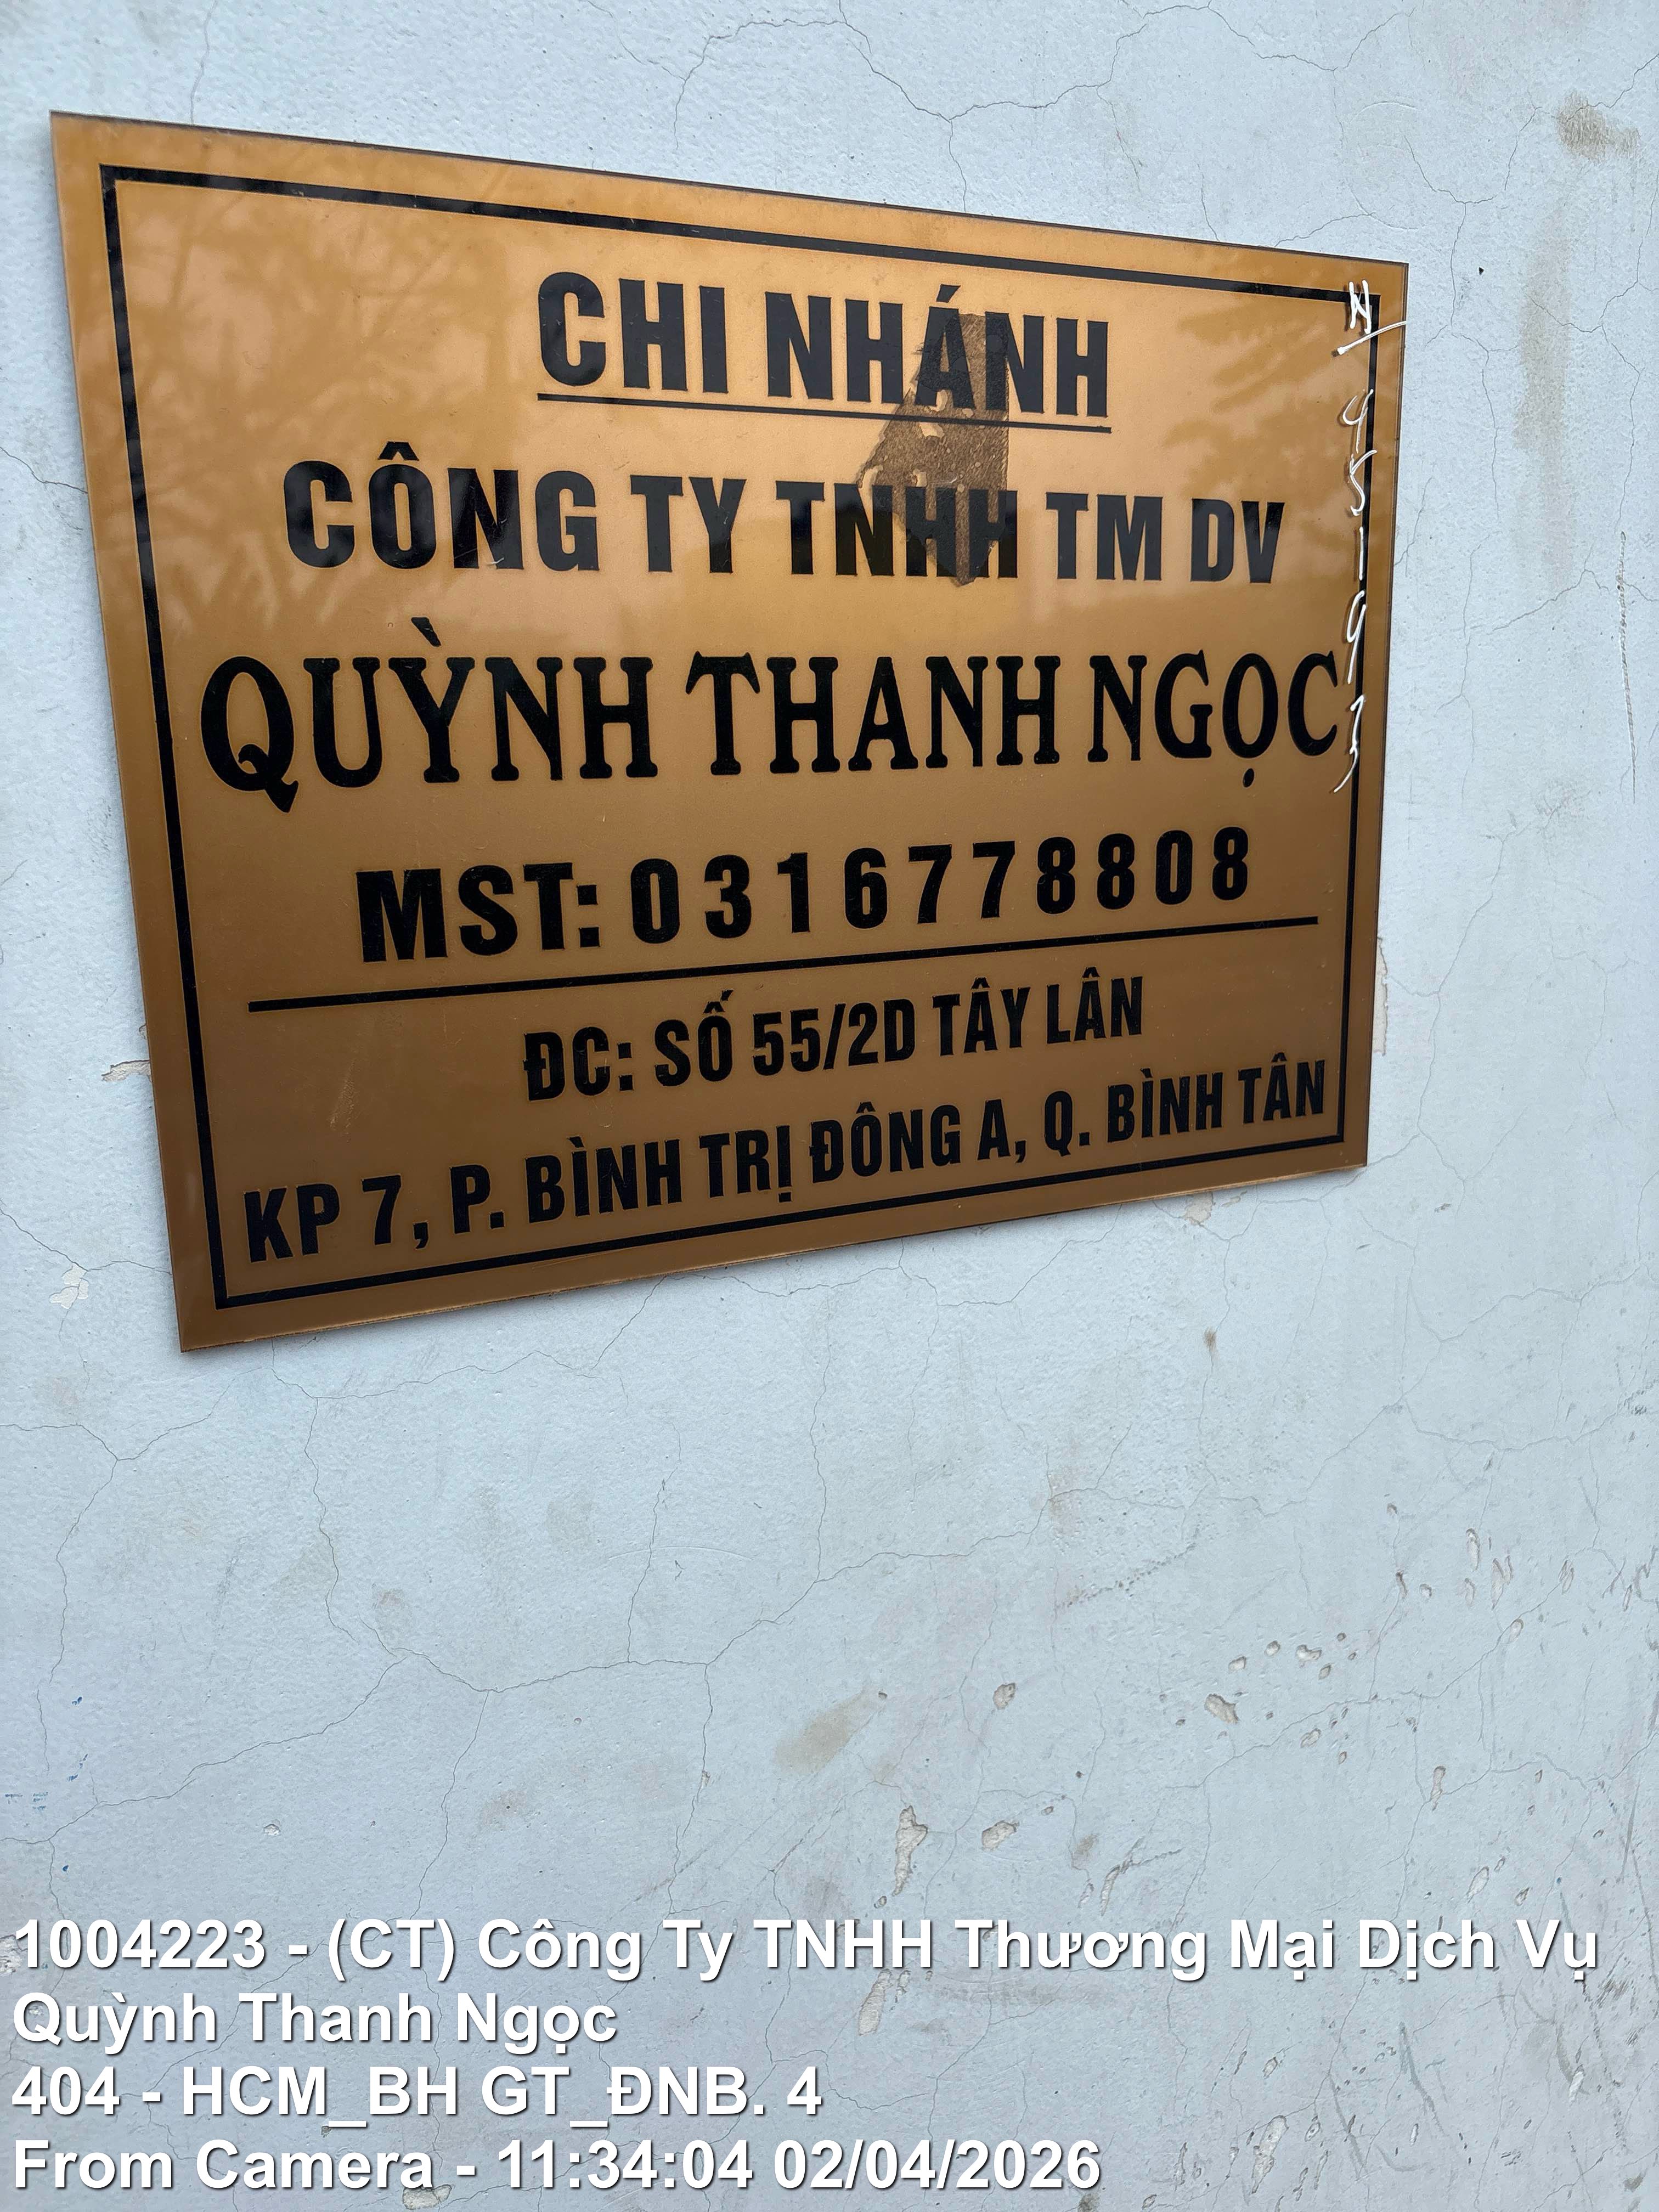 CHI NHÁNH
CÔNG TY TNHH TM DV
QUỲNH THANH NGỌC
MST: 0316778808
ĐC: SỐ 55/2D TÂY LÂN
KP 7, P. BÌNH TRỊ ĐÔNG A, Q. BÌNH TÂN
1004223 - (CT) Công Ty TNHH Thương Mại Dịch Vụ
Quỳnh Thanh Ngọc
404 - HCM_BH GT_ĐNB. 4
From Camera - 11:34:04 02/04/2026